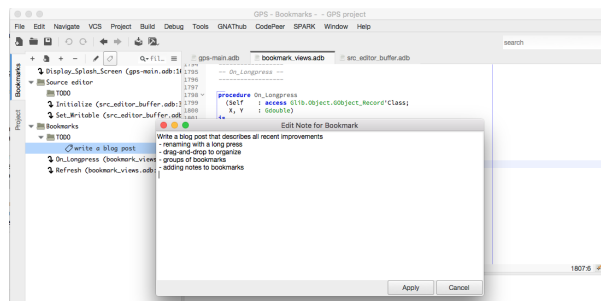 GPS - Bookmarks - - GPS project
File Edit Navigate VCS Project Build Debug Tools GNAThub CodePeer SPARK Window Help
search
Bookmarks
Project
Fil…
gps-main.adb
bookmark_views.adb
src_editor_buffer.adb
Display_Splash_Screen (gps-main.adb:1
Source editor
TODO
Initialize (src_editor_buffer.adb:
Set_Writable (src_editor_buffer.adb
Bookmarks
TODO
write a blog post
On_Longpress (bookmark_views
Refresh (bookmark_views.adb:
1795 -- On_Longpress --
1796 ------------------
1797
1798 procedure On_Longpress
1799 (Self : access Glib.Object.GObject_Record'Class;
1800 X, Y : Gdouble)
1801 is
Edit Note for Bookmark
Write a blog post that describes all recent improvements
- renaming with a long press
- drag-and-drop to organize
- groups of bookmarks
- adding notes to bookmarks
Apply Cancel
1807:6